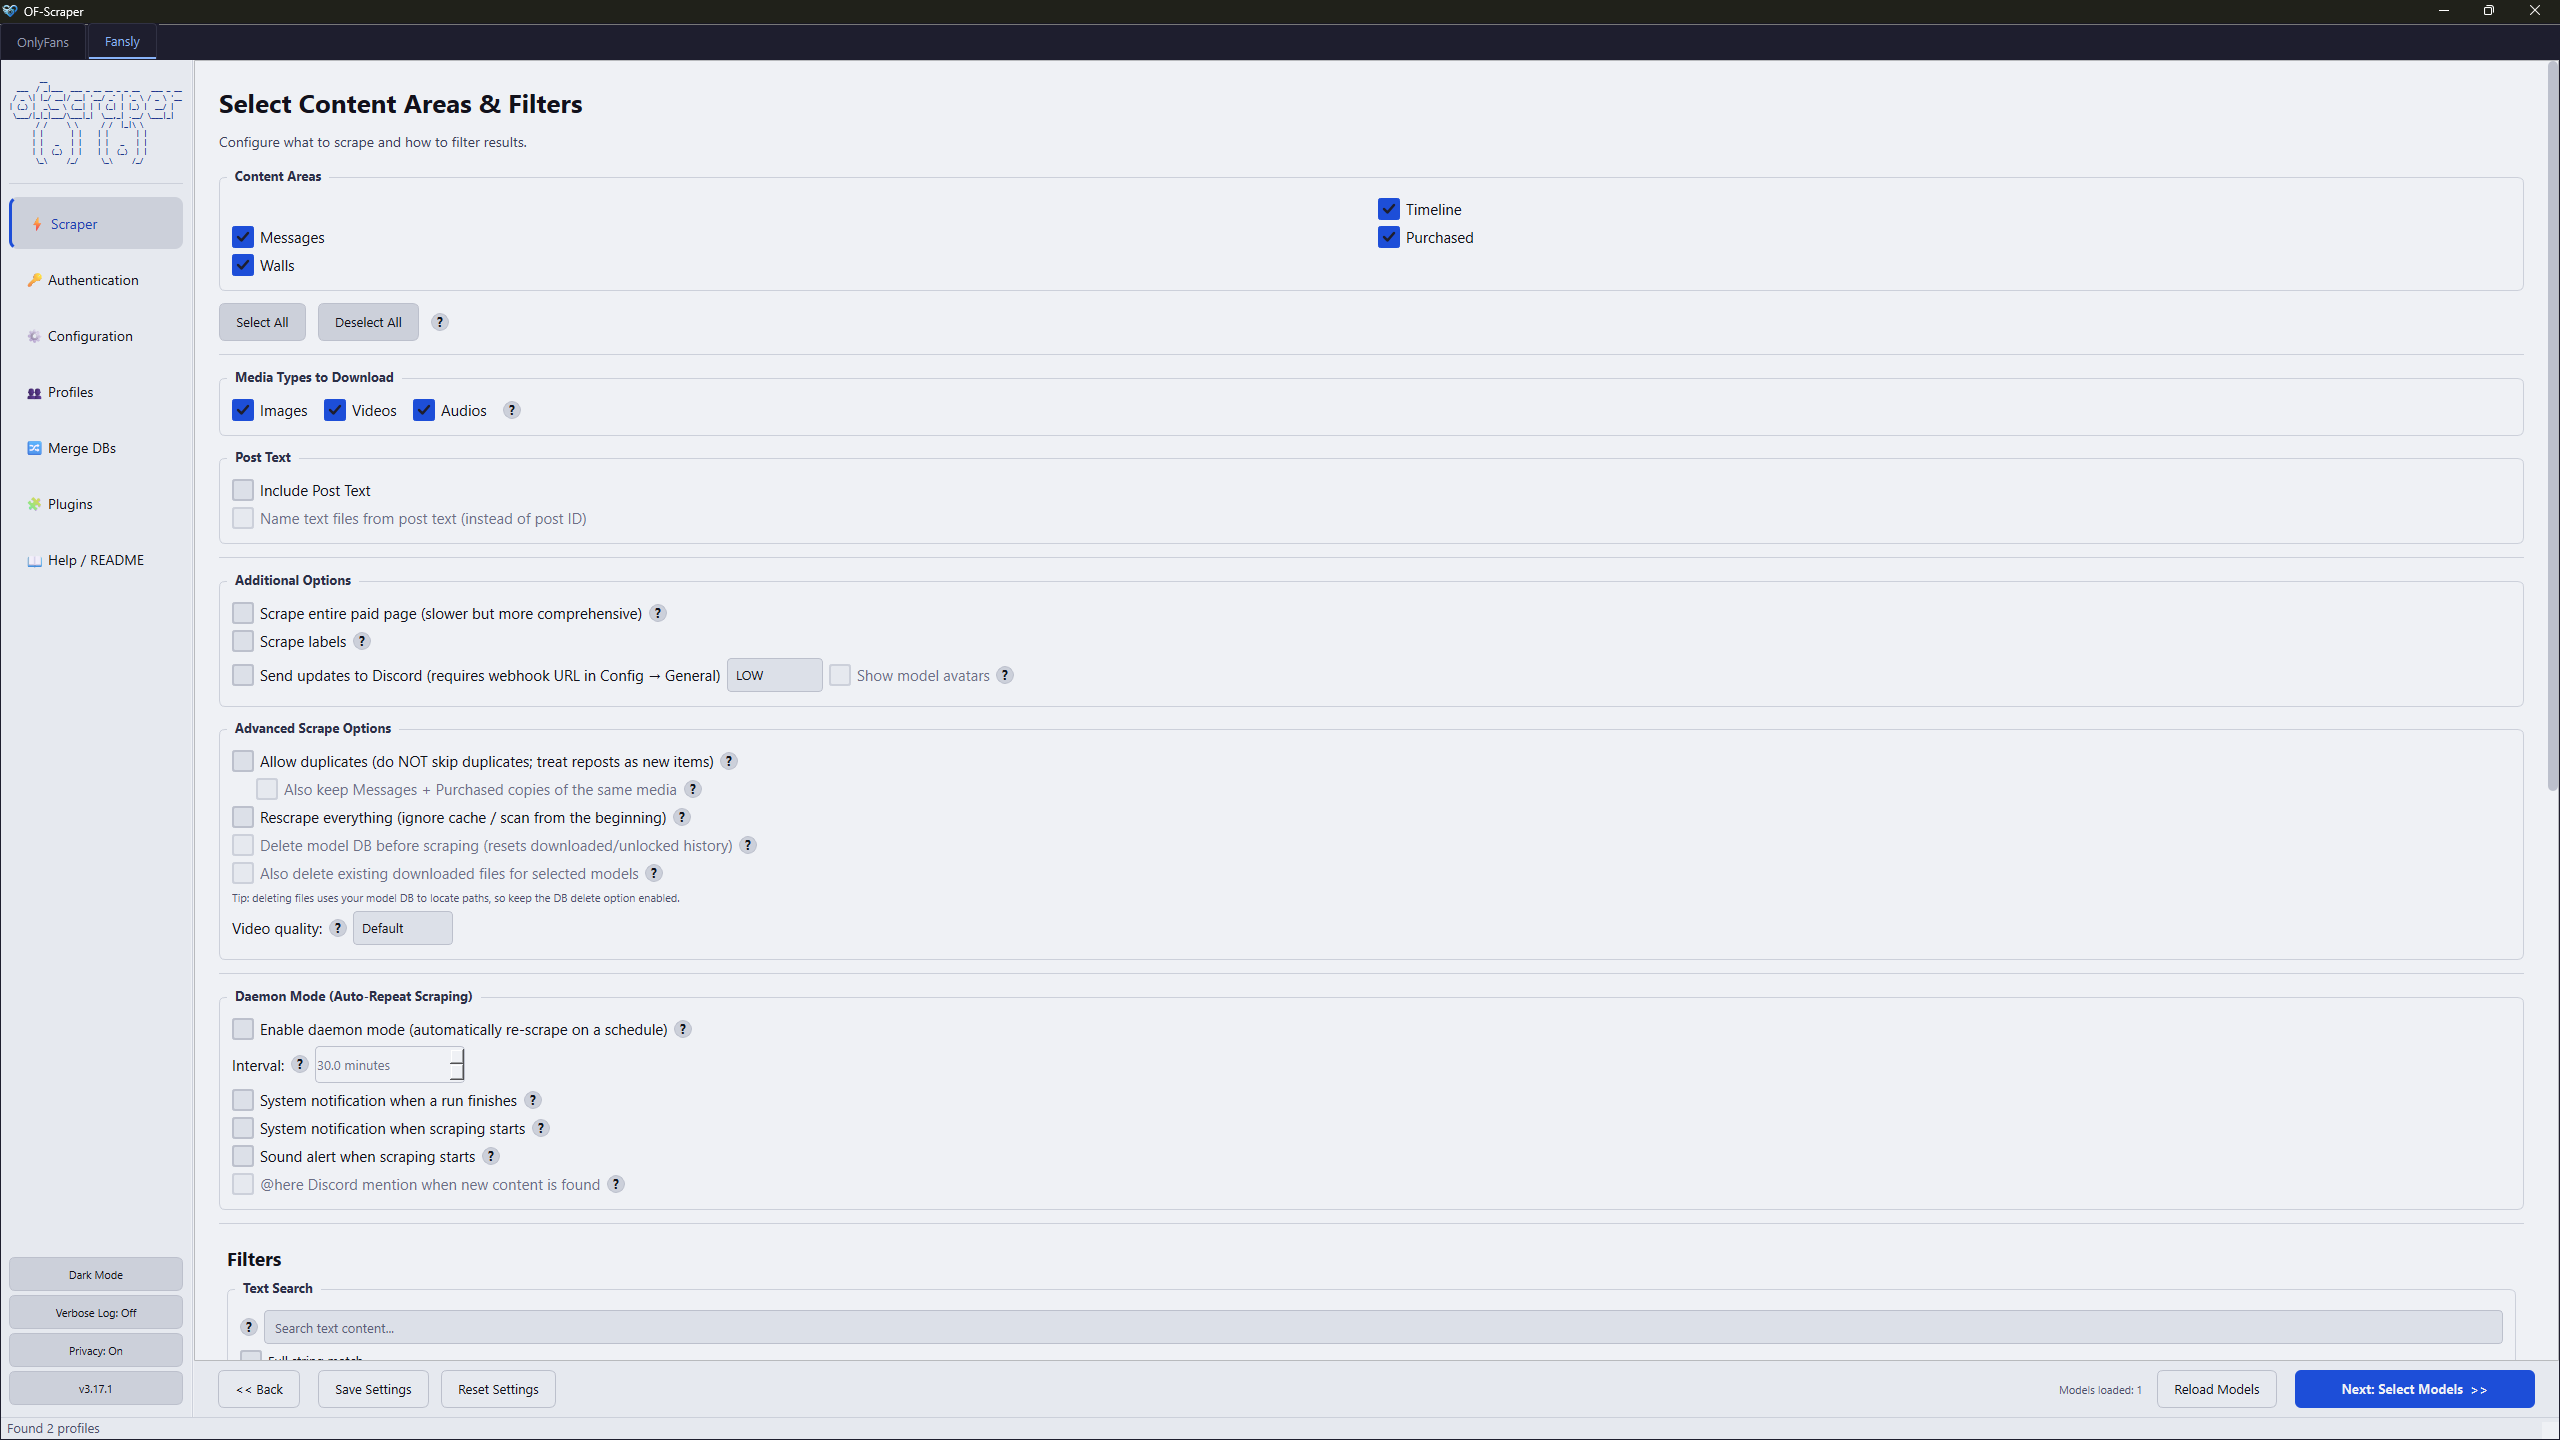 OF-Scraper
OnlyFans
Fansly
Scraper
Authentication
Configuration
Profiles
Merge DBs
Plugins
Help / README
Dark Mode
Verbose Log: Off
Privacy: On
v3.17.1
Select Content Areas & Filters
Configure what to scrape and how to filter results.
Content Areas
Timeline
Messages
Purchased
Walls
Select All
Deselect All
?
Media Types to Download
Images
Videos
Audios
?
Post Text
Include Post Text
Name text files from post text (instead of post ID)
Additional Options
Scrape entire paid page (slower but more comprehensive) ?
Scrape labels ?
Send updates to Discord (requires webhook URL in Config → General) LOW Show model avatars ?
Advanced Scrape Options
Allow duplicates (do NOT skip duplicates; treat reposts as new items) ?
Also keep Messages + Purchased copies of the same media ?
Rescrape everything (ignore cache / scan from the beginning) ?
Delete model DB before scraping (resets downloaded/unlocked history) ?
Also delete existing downloaded files for selected models ?
Tip: deleting files uses your model DB to locate paths, so keep the DB delete option enabled.
Video quality: ? Default
Daemon Mode (Auto-Repeat Scraping)
Enable daemon mode (automatically re-scrape on a schedule) ?
Interval: ? 30.0 minutes
System notification when a run finishes ?
System notification when scraping starts ?
Sound alert when scraping starts ?
@here Discord mention when new content is found ?
Filters
Text Search
? Search text content...
Full string match
<< Back
Save Settings
Reset Settings
Models loaded: 1
Reload Models
Next: Select Models >>
Found 2 profiles